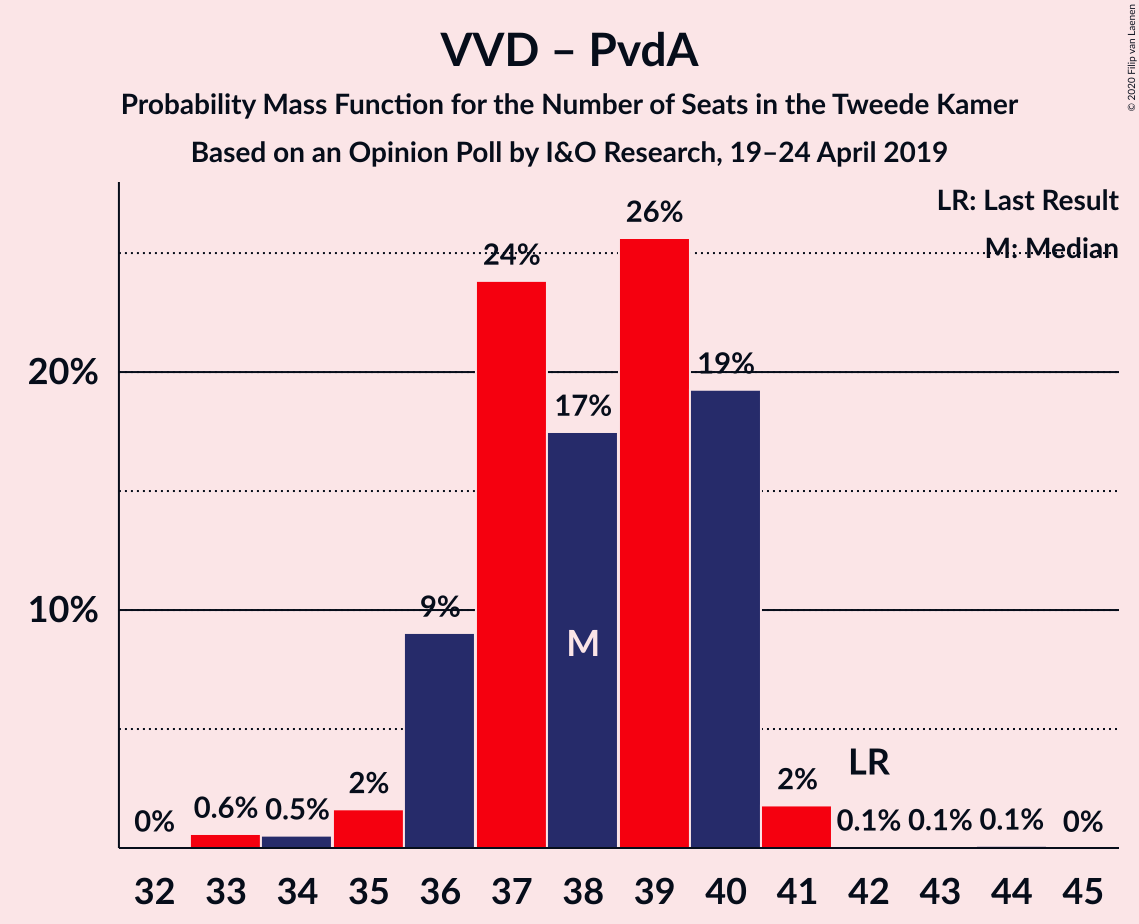 VVD – PvdA
Probability Mass Function for the Number of Seats in the Tweede Kamer
Based on an Opinion Poll by I&O Research, 19–24 April 2019
© 2020 Filip van Laenen
LR: Last Result
M: Median
20%
10%
0%
0.6%
0.5%
2%
9%
24%
17%
26%
19%
2%
0.1%
0.1%
0.1%
0%
M
LR
32 33 34 35 36 37 38 39 40 41 42 43 44 45